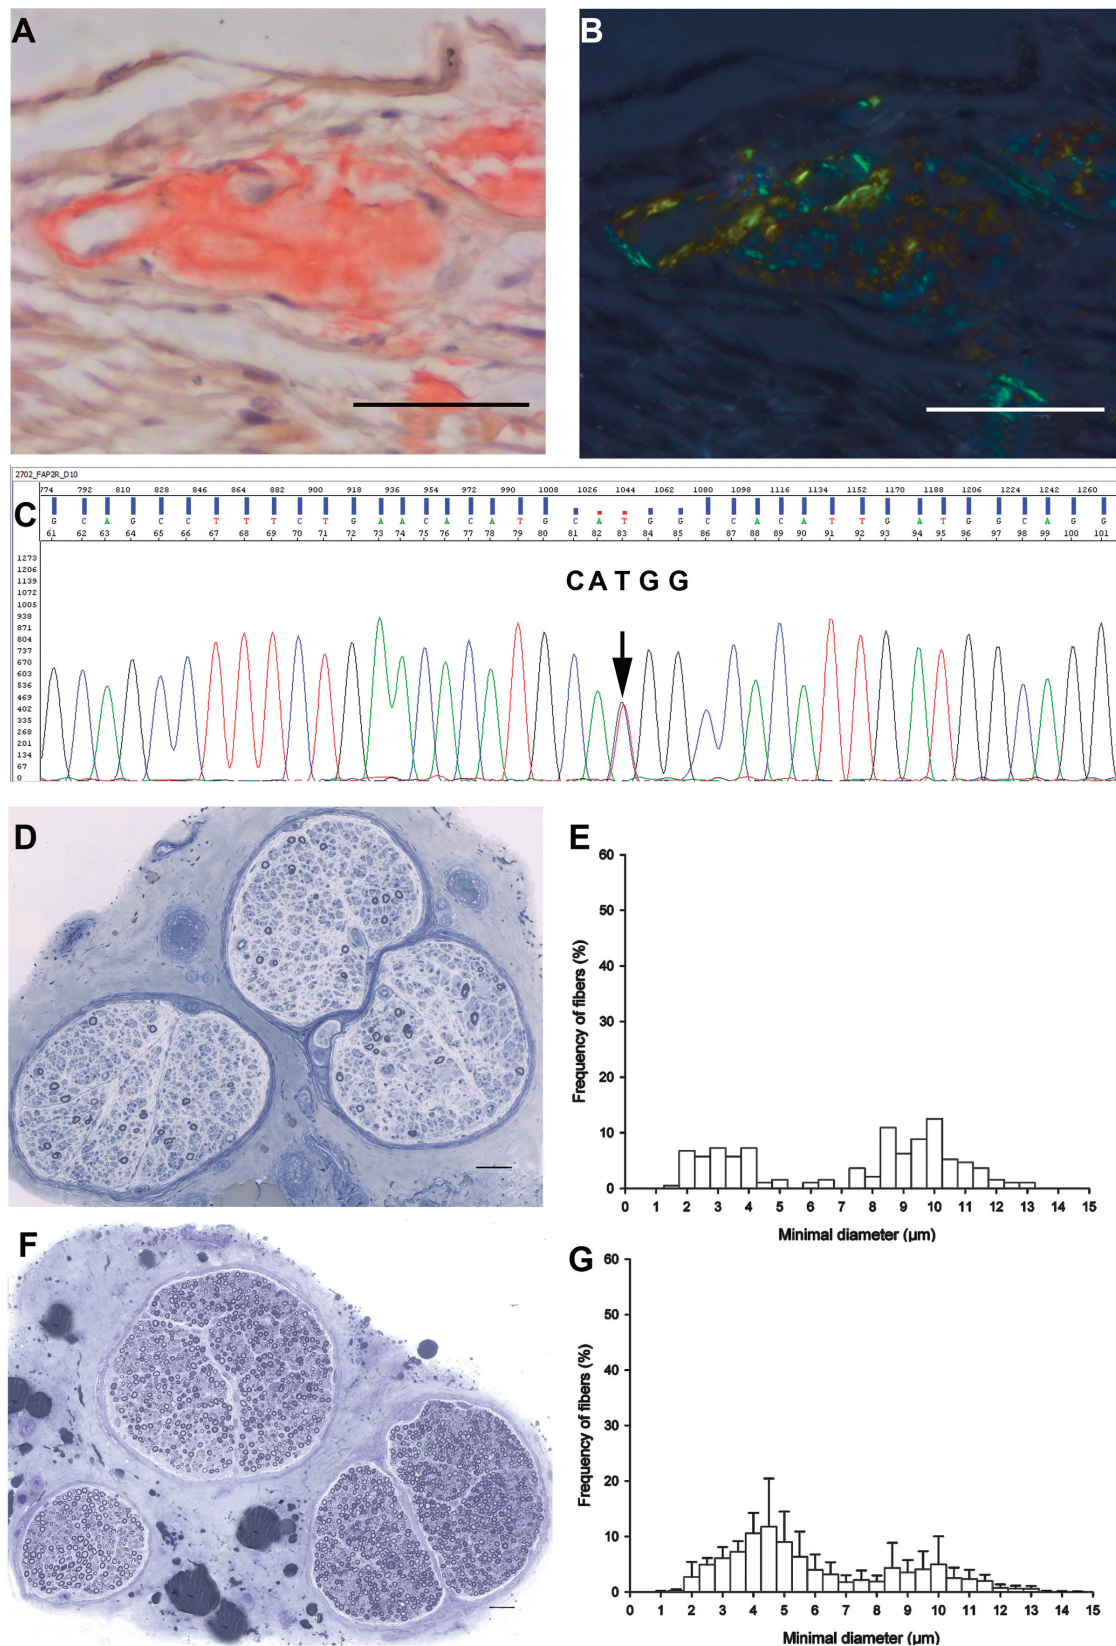 A
B
2702_FAP2R_D10
774 792 810 828 846 864 882 900 918 936 954 972 990 1008 1026 1044 1062 1080 1098 1116 1134 1152 1170 1188 1206 1224 1242 1260
C
G C A G C C T T T C T G A A C A C A T G C A T G G C C A C A T T G A T G G C A G G
61 62 63 64 65 66 67 68 69 70 71 72 73 74 75 76 77 78 79 80 81 82 83 84 85 86 87 88 89 90 91 92 93 94 95 96 97 98 99 100 101
CATGG
1273
1206
1139
1072
1005
938
871
804
737
670
603
536
469
402
335
268
201
134
67
0
D
E
Frequency of fibers (%)
60
50
40
30
20
10
0
0 1 2 3 4 5 6 7 8 9 10 11 12 13 14 15
Minimal diameter (µm)
F
G
Frequency of fibers (%)
60
50
40
30
20
10
0
0 1 2 3 4 5 6 7 8 9 10 11 12 13 14 15
Minimal diameter (µm)